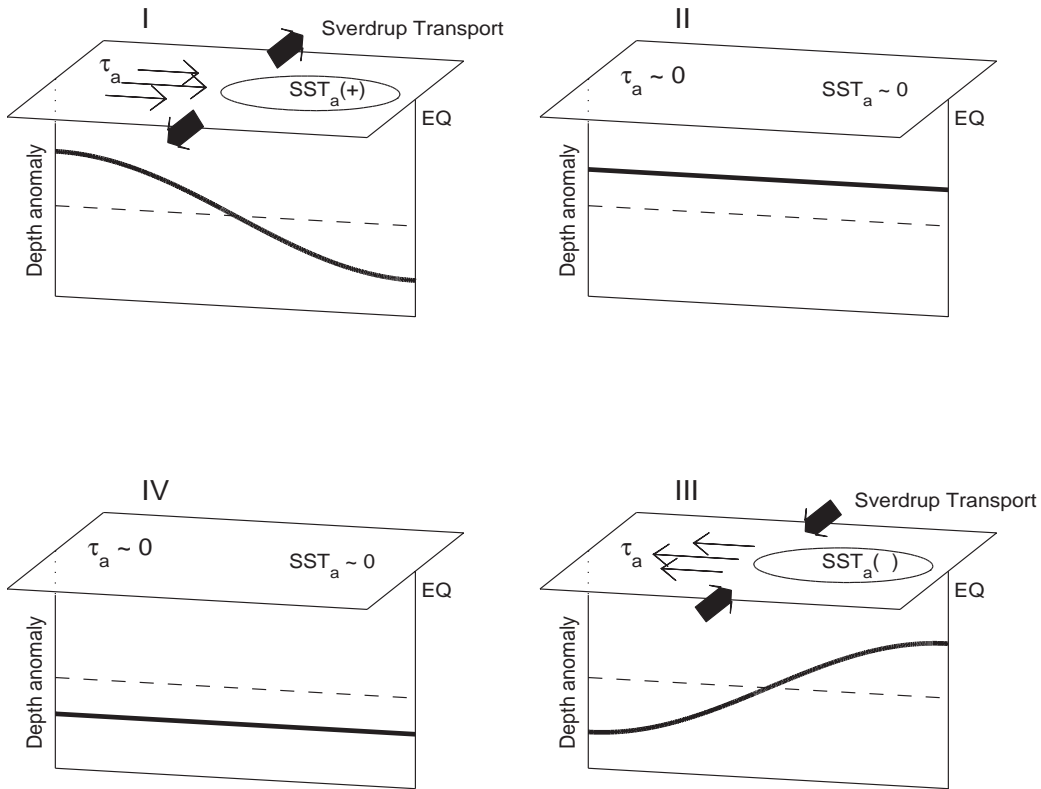 I
Sverdrup Transport
τa
SSTa(+)
EQ
Depth anomaly
II
τa ~ 0
SSTa ~ 0
EQ
Depth anomaly
IV
τa ~ 0
SSTa ~ 0
EQ
Depth anomaly
III
Sverdrup Transport
τa
SSTa( )
EQ
Depth anomaly